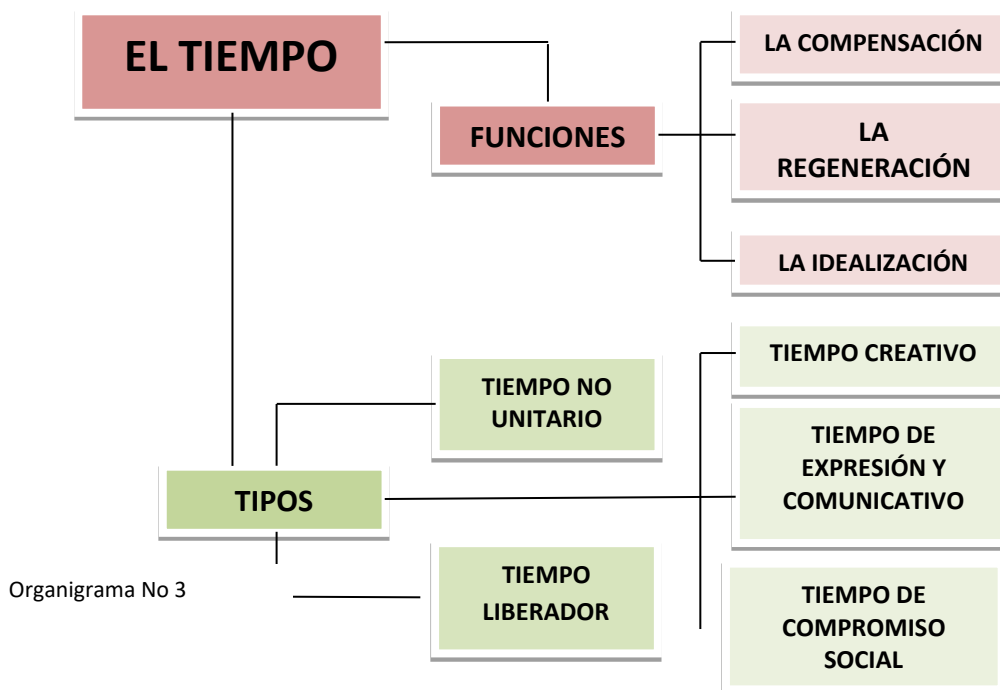 EL TIEMPO
FUNCIONES
LA COMPENSACIÓN
LA
REGENERACIÓN
LA IDEALIZACIÓN
TIPOS
TIEMPO NO
UNITARIO
TIEMPO
LIBERADOR
TIEMPO CREATIVO
TIEMPO DE
EXPRESIÓN Y
COMUNICATIVO
TIEMPO DE
COMPROMISO
SOCIAL
Organigrama No 3